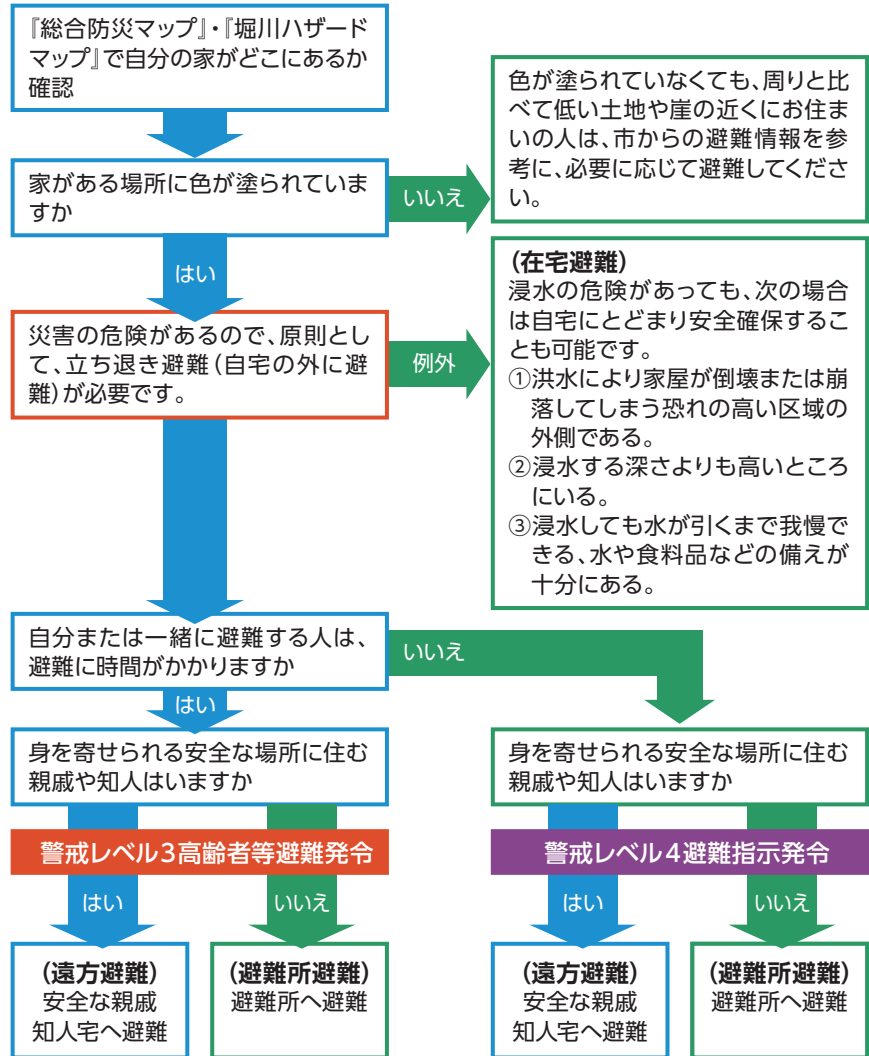 『総合防災マップ』・『堀川ハザード
マップ』で自分の家がどこにあるか
確認
色が塗られていなくても、周りと比
べて低い土地や崖の近くにお住ま
いの人は、市からの避難情報を参
考に、必要に応じて避難してくださ
い。
家がある場所に色が塗られていま
すか
いいえ
はい
災害の危険があるので、原則とし
て、立ち退き避難(自宅の外に避
難)が必要です。
例外
(在宅避難)
浸水の危険があっても、次の場合
は自宅にとどまり安全確保するこ
とも可能です。
①洪水により家屋が倒壊または崩
落してしまう恐れの高い区域の
外側である。
②浸水する深さよりも高いところ
にいる。
③浸水しても水が引くまで我慢で
きる、水や食料品などの備えが
十分にある。
自分または一緒に避難する人は、
避難に時間がかかりますか
いいえ
はい
身を寄せられる安全な場所に住む
親戚や知人はいますか
警戒レベル3高齢者等避難発令
はい
いいえ
(遠方避難)
安全な親戚
知人宅へ避難
(避難所避難)
避難所へ避難
身を寄せられる安全な場所に住む
親戚や知人はいますか
警戒レベル4避難指示発令
はい
いいえ
(遠方避難)
安全な親戚
知人宅へ避難
(避難所避難)
避難所へ避難